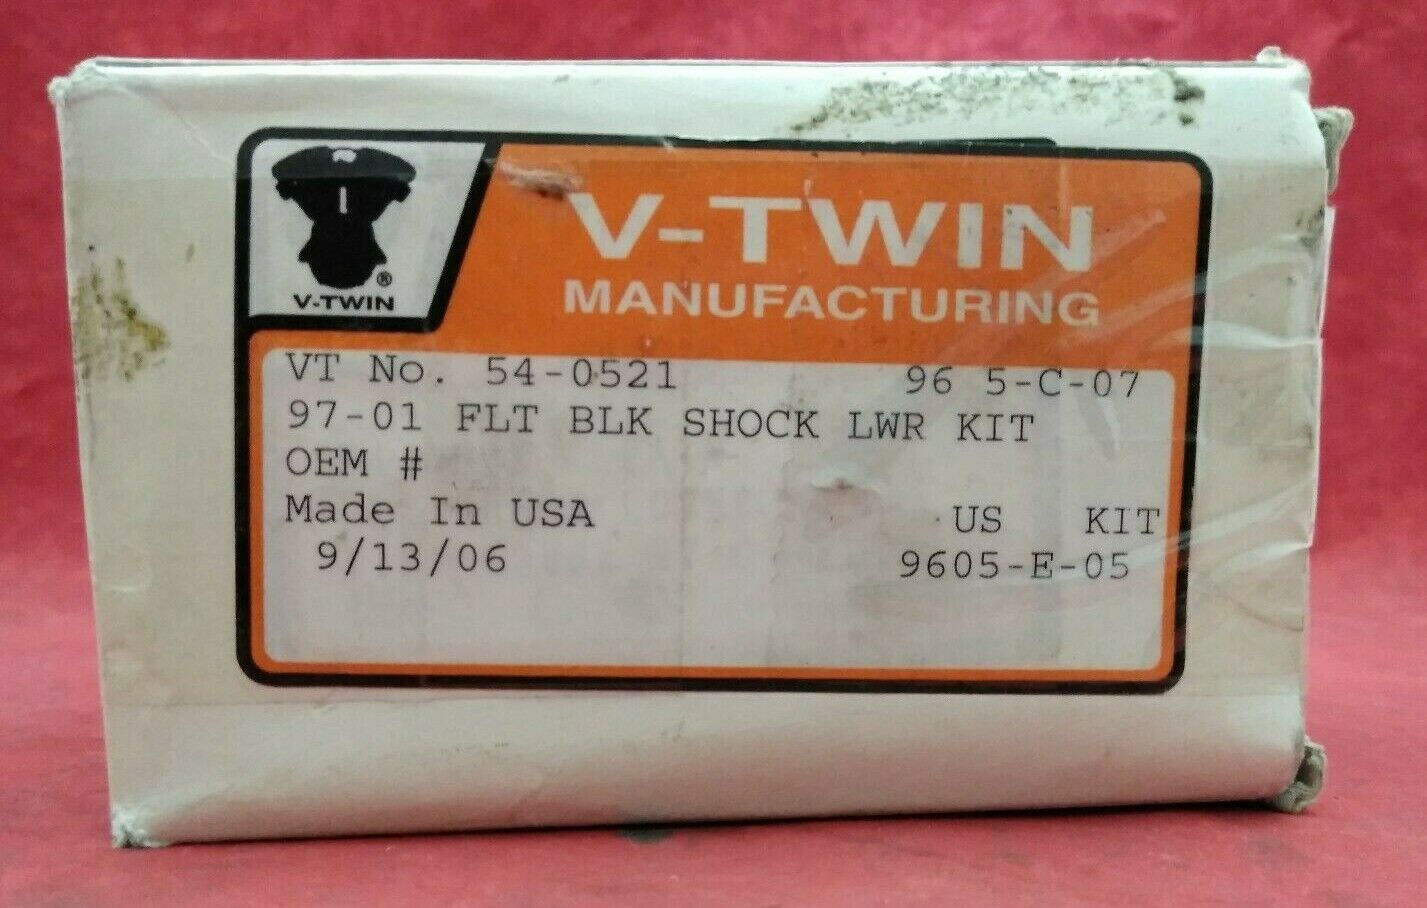 V-TWIN
MANUFACTURING
®
V-TWIN
VT No. 54-0521 96 5-C-07
97-01 FLT BLK SHOCK LWR KIT
OEM #
Made In USA US KIT
9/13/06 9605-E-05